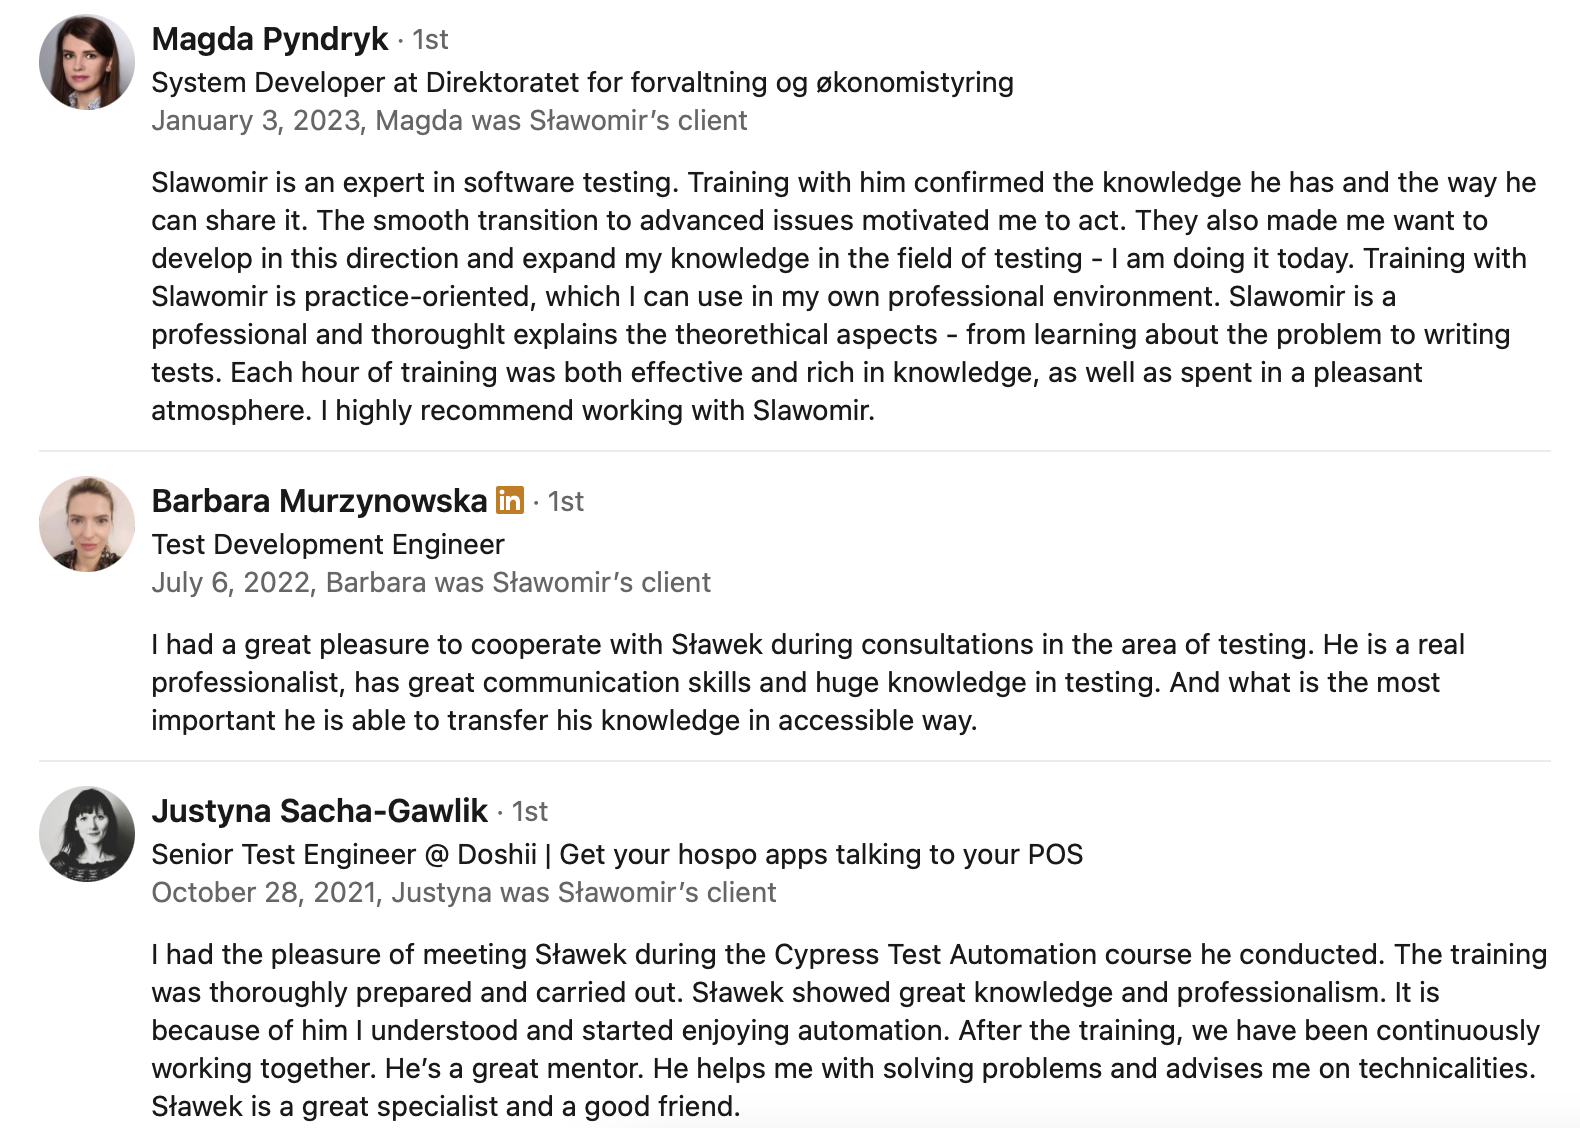 Magda Pyndryk · 1st
System Developer at Direktoratet for forvaltning og økonomistyring
January 3, 2023, Magda was Sławomir’s client
Slawomir is an expert in software testing. Training with him confirmed the knowledge he has and the way he
can share it. The smooth transition to advanced issues motivated me to act. They also made me want to
develop in this direction and expand my knowledge in the field of testing - I am doing it today. Training with
Slawomir is practice-oriented, which I can use in my own professional environment. Slawomir is a
professional and thoroughlt explains the theorethical aspects - from learning about the problem to writing
tests. Each hour of training was both effective and rich in knowledge, as well as spent in a pleasant
atmosphere. I highly recommend working with Slawomir.
Barbara Murzynowska in · 1st
Test Development Engineer
July 6, 2022, Barbara was Sławomir’s client
I had a great pleasure to cooperate with Sławek during consultations in the area of testing. He is a real
professionalist, has great communication skills and huge knowledge in testing. And what is the most
important he is able to transfer his knowledge in accessible way.
Justyna Sacha-Gawlik · 1st
Senior Test Engineer @ Doshii | Get your hospo apps talking to your POS
October 28, 2021, Justyna was Sławomir’s client
I had the pleasure of meeting Sławek during the Cypress Test Automation course he conducted. The training
was thoroughly prepared and carried out. Sławek showed great knowledge and professionalism. It is
because of him I understood and started enjoying automation. After the training, we have been continuously
working together. He’s a great mentor. He helps me with solving problems and advises me on technicalities.
Sławek is a great specialist and a good friend.